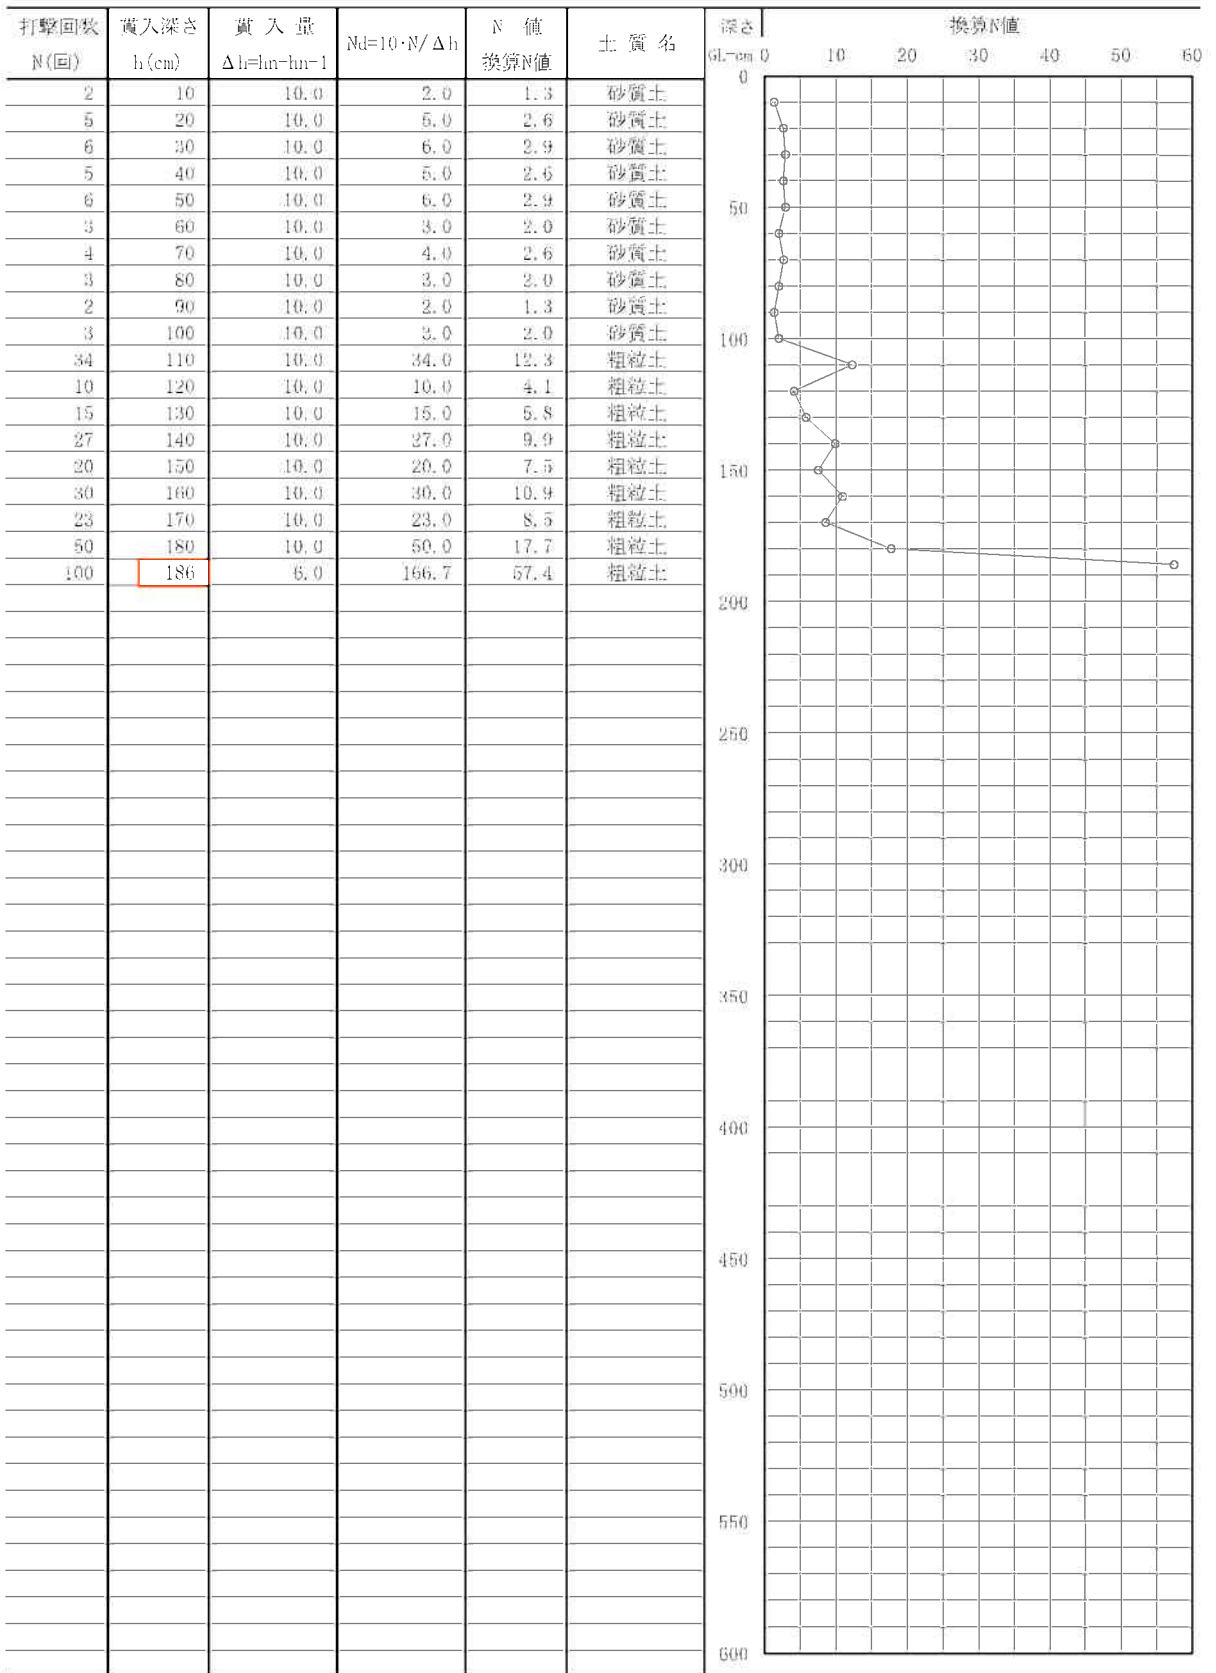 打撃回数 貫入深さ 貫 入 量 Nd=10·N/Δh N 値 土 質 名 深さ 換算N値
N(回) h(cm) Δh=hn-hn-1 換算N値 GL-cm 0 10 20 30 40 50 60
0
2 10 10.0 2.0 1.3 砂質土
5 20 10.0 5.0 2.6 砂質土
6 30 10.0 6.0 2.9 砂質土
5 40 10.0 5.0 2.6 砂質土
6 50 10.0 6.0 2.9 砂質土 50
3 60 10.0 3.0 2.0 砂質土
4 70 10.0 4.0 2.6 砂質土
3 80 10.0 3.0 2.0 砂質土
2 90 10.0 2.0 1.3 砂質土
3 100 10.0 3.0 2.0 砂質土 100
34 110 10.0 34.0 12.3 粗粒土
10 120 10.0 10.0 4.1 粗粒土
15 130 10.0 15.0 5.8 粗粒土
27 140 10.0 27.0 9.9 粗粒土
20 150 10.0 20.0 7.5 粗粒土 150
30 160 10.0 30.0 10.9 粗粒土
23 170 10.0 23.0 8.5 粗粒土
50 180 10.0 50.0 17.7 粗粒土
100 186 6.0 166.7 57.4 粗粒土
200
250
300
350
400
450
500
550
600